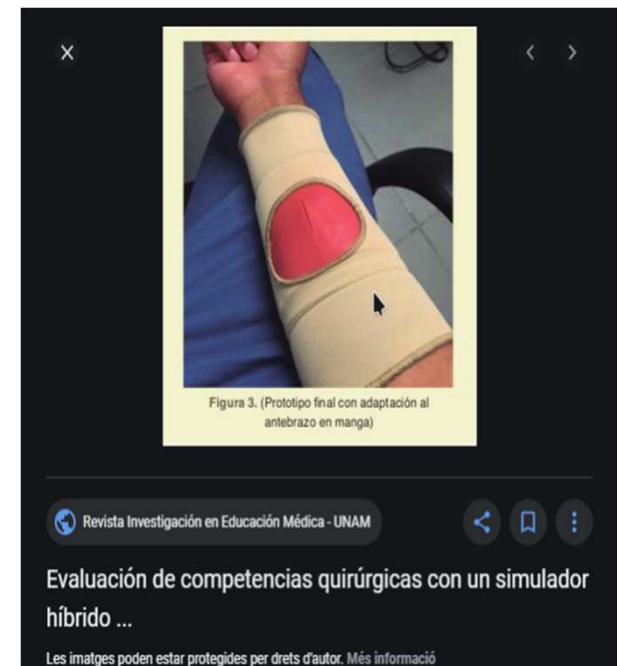 Figura 3. (Prototipo final con adaptación al
antebrazo en manga)
Revista Investigación en Educación Médica - UNAM
Evaluación de competencias quirúrgicas con un simulador
híbrido ...
Les imatges poden estar protegides per drets d'autor. Més informació